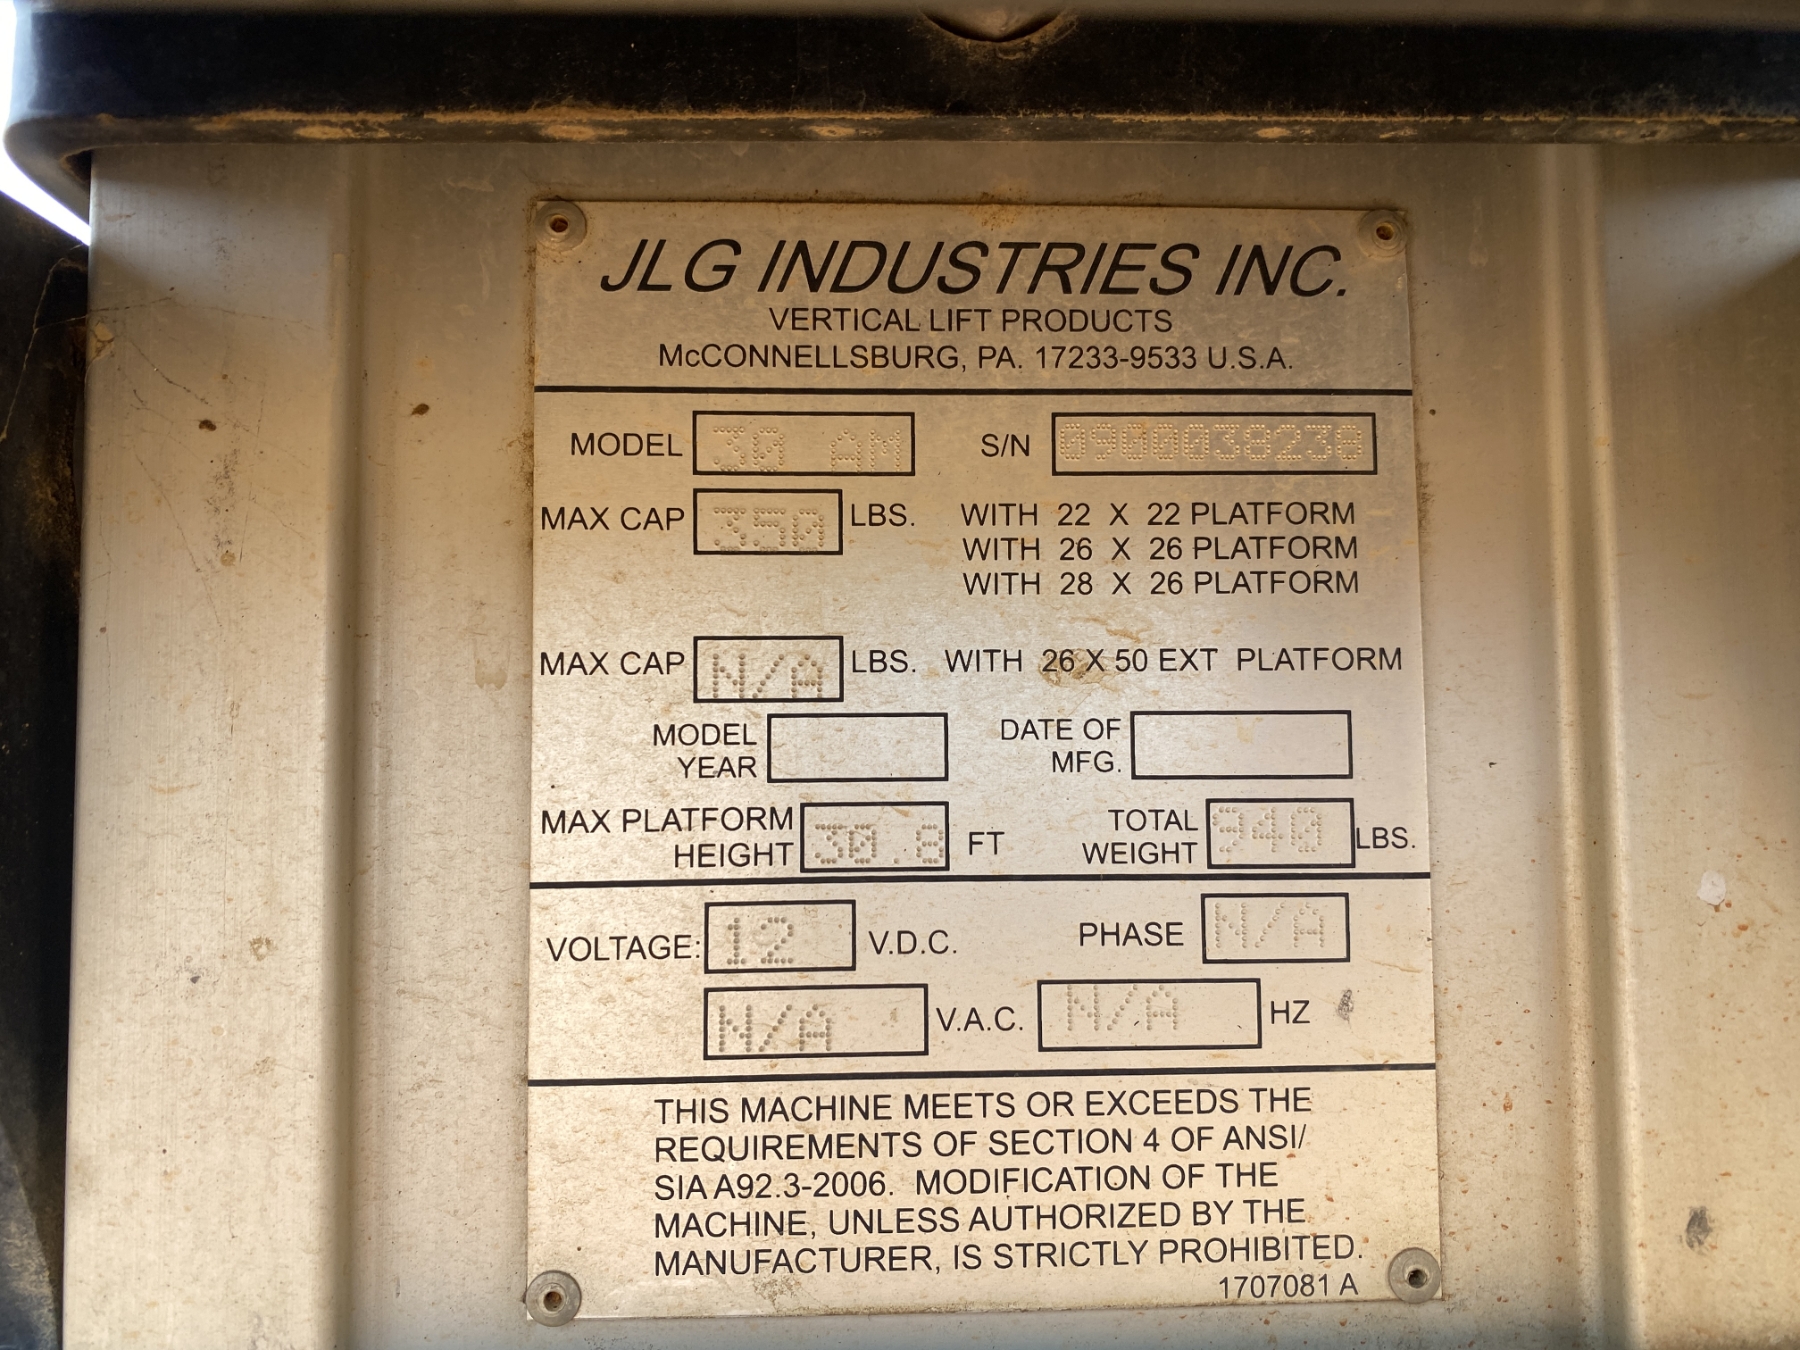 JLG INDUSTRIES INC.
VERTICAL LIFT PRODUCTS
McCONNELLSBURG, PA. 17233-9533 U.S.A.
MODEL 30 AM S/N 0900038230
MAX CAP 350 LBS. WITH 22 X 22 PLATFORM
WITH 26 X 26 PLATFORM
WITH 28 X 26 PLATFORM
MAX CAP N/A LBS. WITH 26 X 50 EXT PLATFORM
MODEL YEAR DATE OF MFG.
MAX PLATFORM HEIGHT 30.8 FT TOTAL WEIGHT 940 LBS.
VOLTAGE: 12 V.D.C. PHASE N/A
N/A V.A.C. N/A HZ
THIS MACHINE MEETS OR EXCEEDS THE
REQUIREMENTS OF SECTION 4 OF ANSI/
SIA A92.3-2006. MODIFICATION OF THE
MACHINE, UNLESS AUTHORIZED BY THE
MANUFACTURER, IS STRICTLY PROHIBITED.
1707081 A